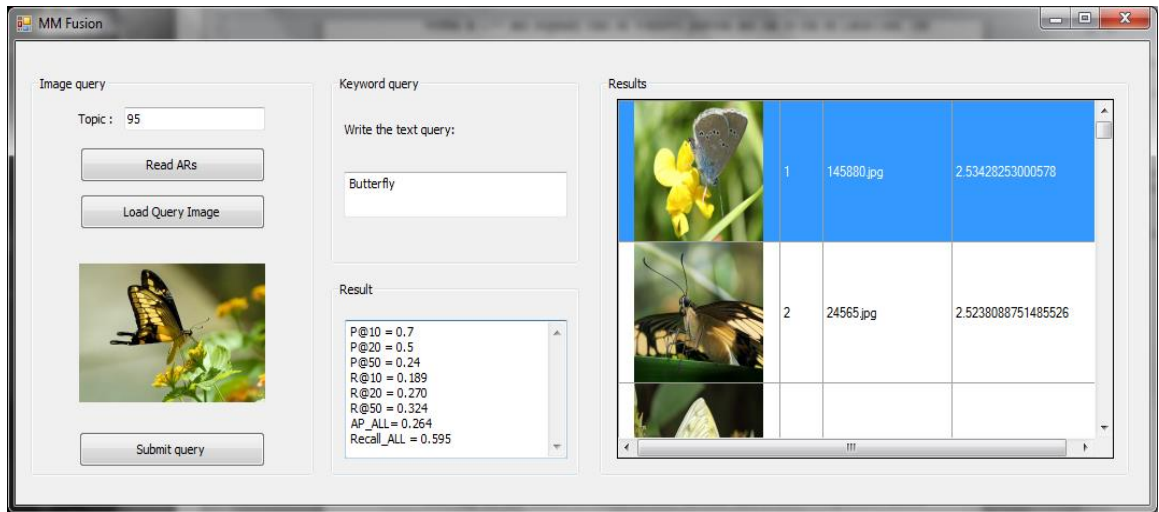 MM Fusion
Image query
Topic : 95
Read ARs
Load Query Image
Submit query
Keyword query
Write the text query:
Butterfly
Result
P@10 = 0.7
P@20 = 0.5
P@50 = 0.24
R@10 = 0.189
R@20 = 0.270
R@50 = 0.324
AP_ALL= 0.264
Recall_ALL = 0.595
Results
1 145880.jpg 2.53428253000578
2 24565.jpg 2.5238088751485526